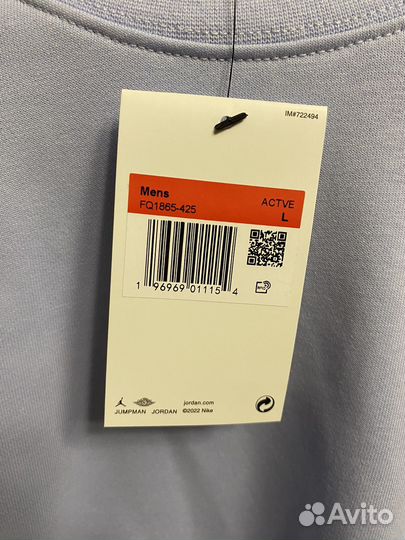 IM#722494
Mens ACTVE
FQ1865-425 L
1 96969 01115 4
jordan.com
JUMPMAN JORDAN ©2022 Nike
Avito